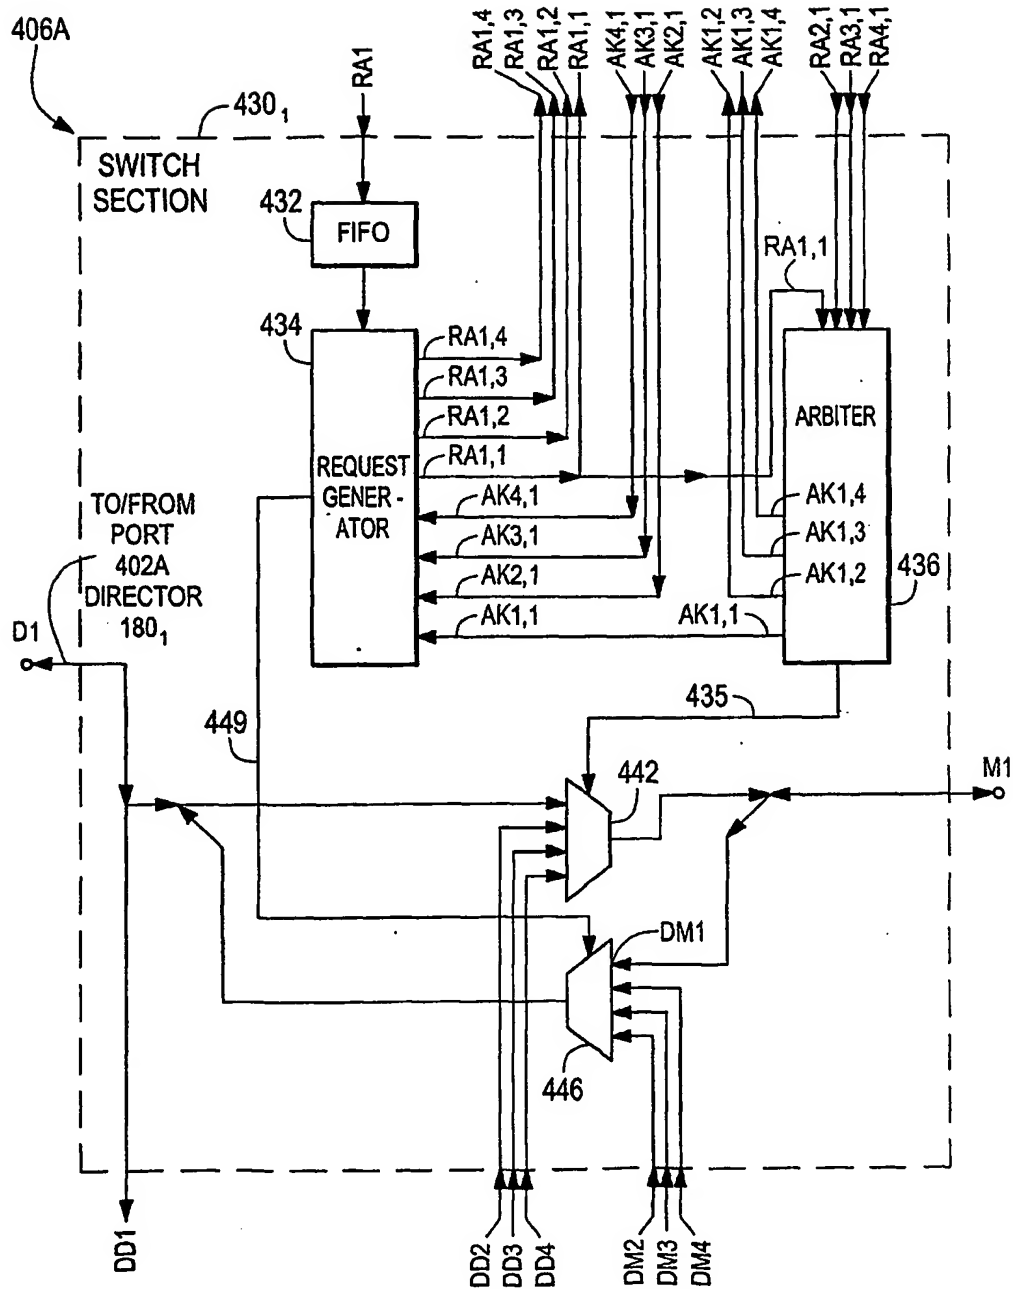 406A
430₁
RA1
RA1,4
RA1,3
RA1,2
RA1,1
AK4,1
AK3,1
AK2,1
AK1,2
AK1,3
AK1,4
RA2,1
RA3,1
RA4,1
SWITCH
SECTION
432
FIFO
RA1,1
434
RA1,4
RA1,3
RA1,2
RA1,1
REQUEST
GENER -
ATOR
AK4,1
AK3,1
AK2,1
AK1,1
ARBITER
AK1,4
AK1,3
AK1,2
AK1,1
436
TO/FROM
PORT
402A
DIRECTOR
180₁
D1
435
449
442
M1
DM1
446
DD1
DD2
DD3
DD4
DM2
DM3
DM4